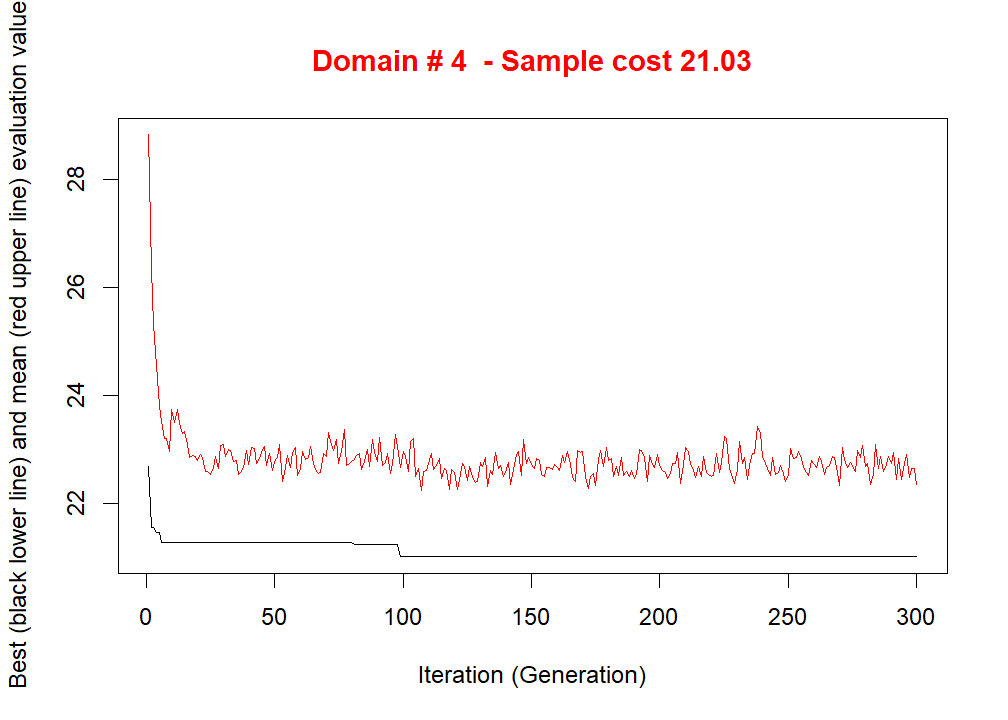 Domain # 4  - Sample cost 21.03
Best (black lower line) and mean (red upper line) evaluation value
28
26
24
22
0 50 100 150 200 250 300
Iteration (Generation)